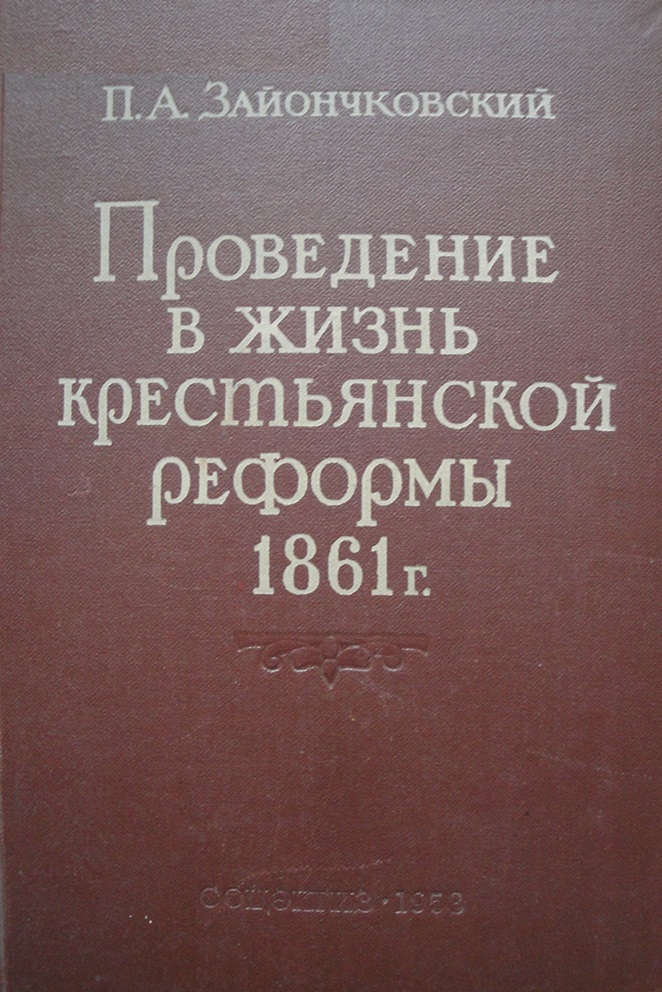 П. А. Зайончковский
Проведение
в жизнь
крестьянской
реформы
1861 г.
СОЦЭКГИЗ · 1958